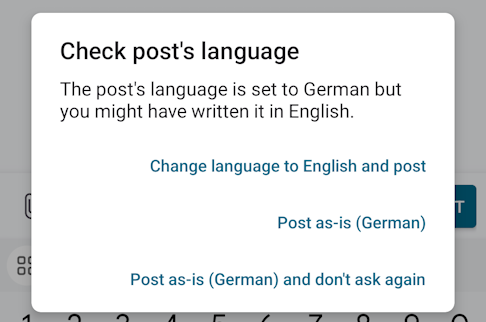 Check post's language
The post's language is set to German but
you might have written it in English.
Change language to English and post
T
Post as-is (German)
Post as-is (German) and don't ask again